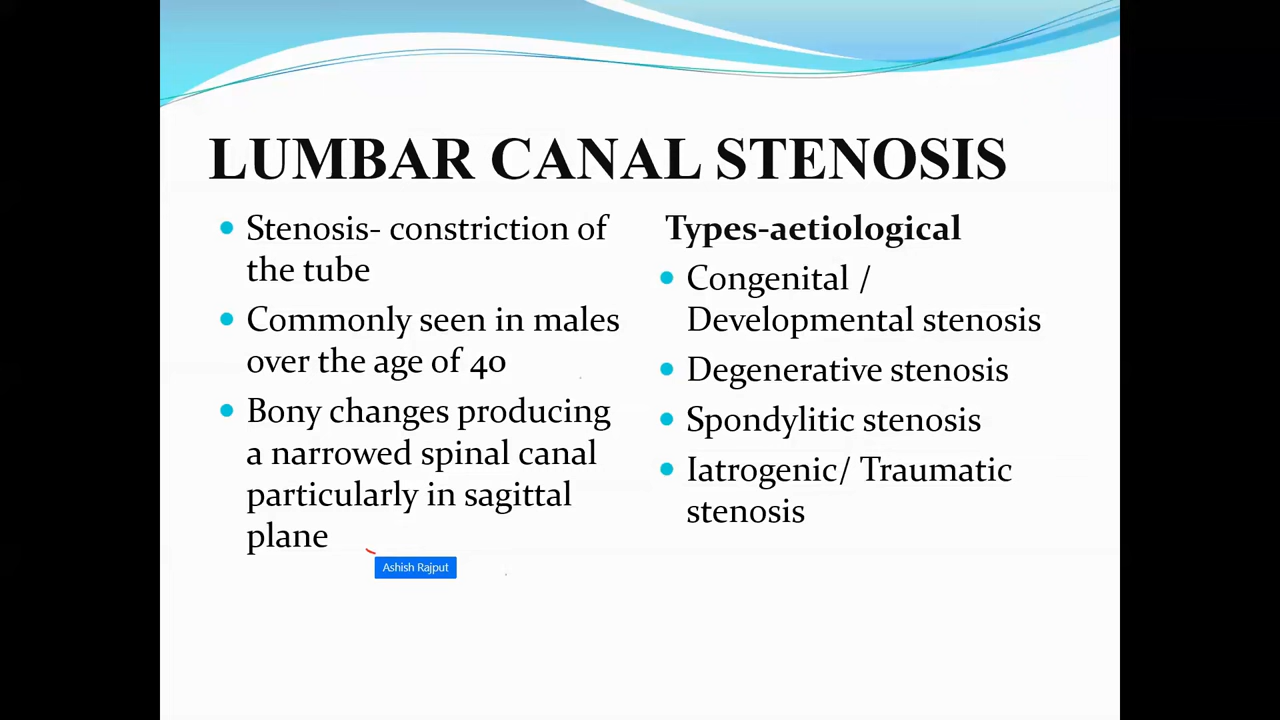 LUMBAR CANAL STENOSIS
Stenosis- constriction of
the tube
Commonly seen in males
over the age of 40
Bony changes producing
a narrowed spinal canal
particularly in sagittal
plane
Types-aetiological
Congenital /
Developmental stenosis
Degenerative stenosis
Spondylitic stenosis
Iatrogenic/ Traumatic
stenosis
Ashish Rajput